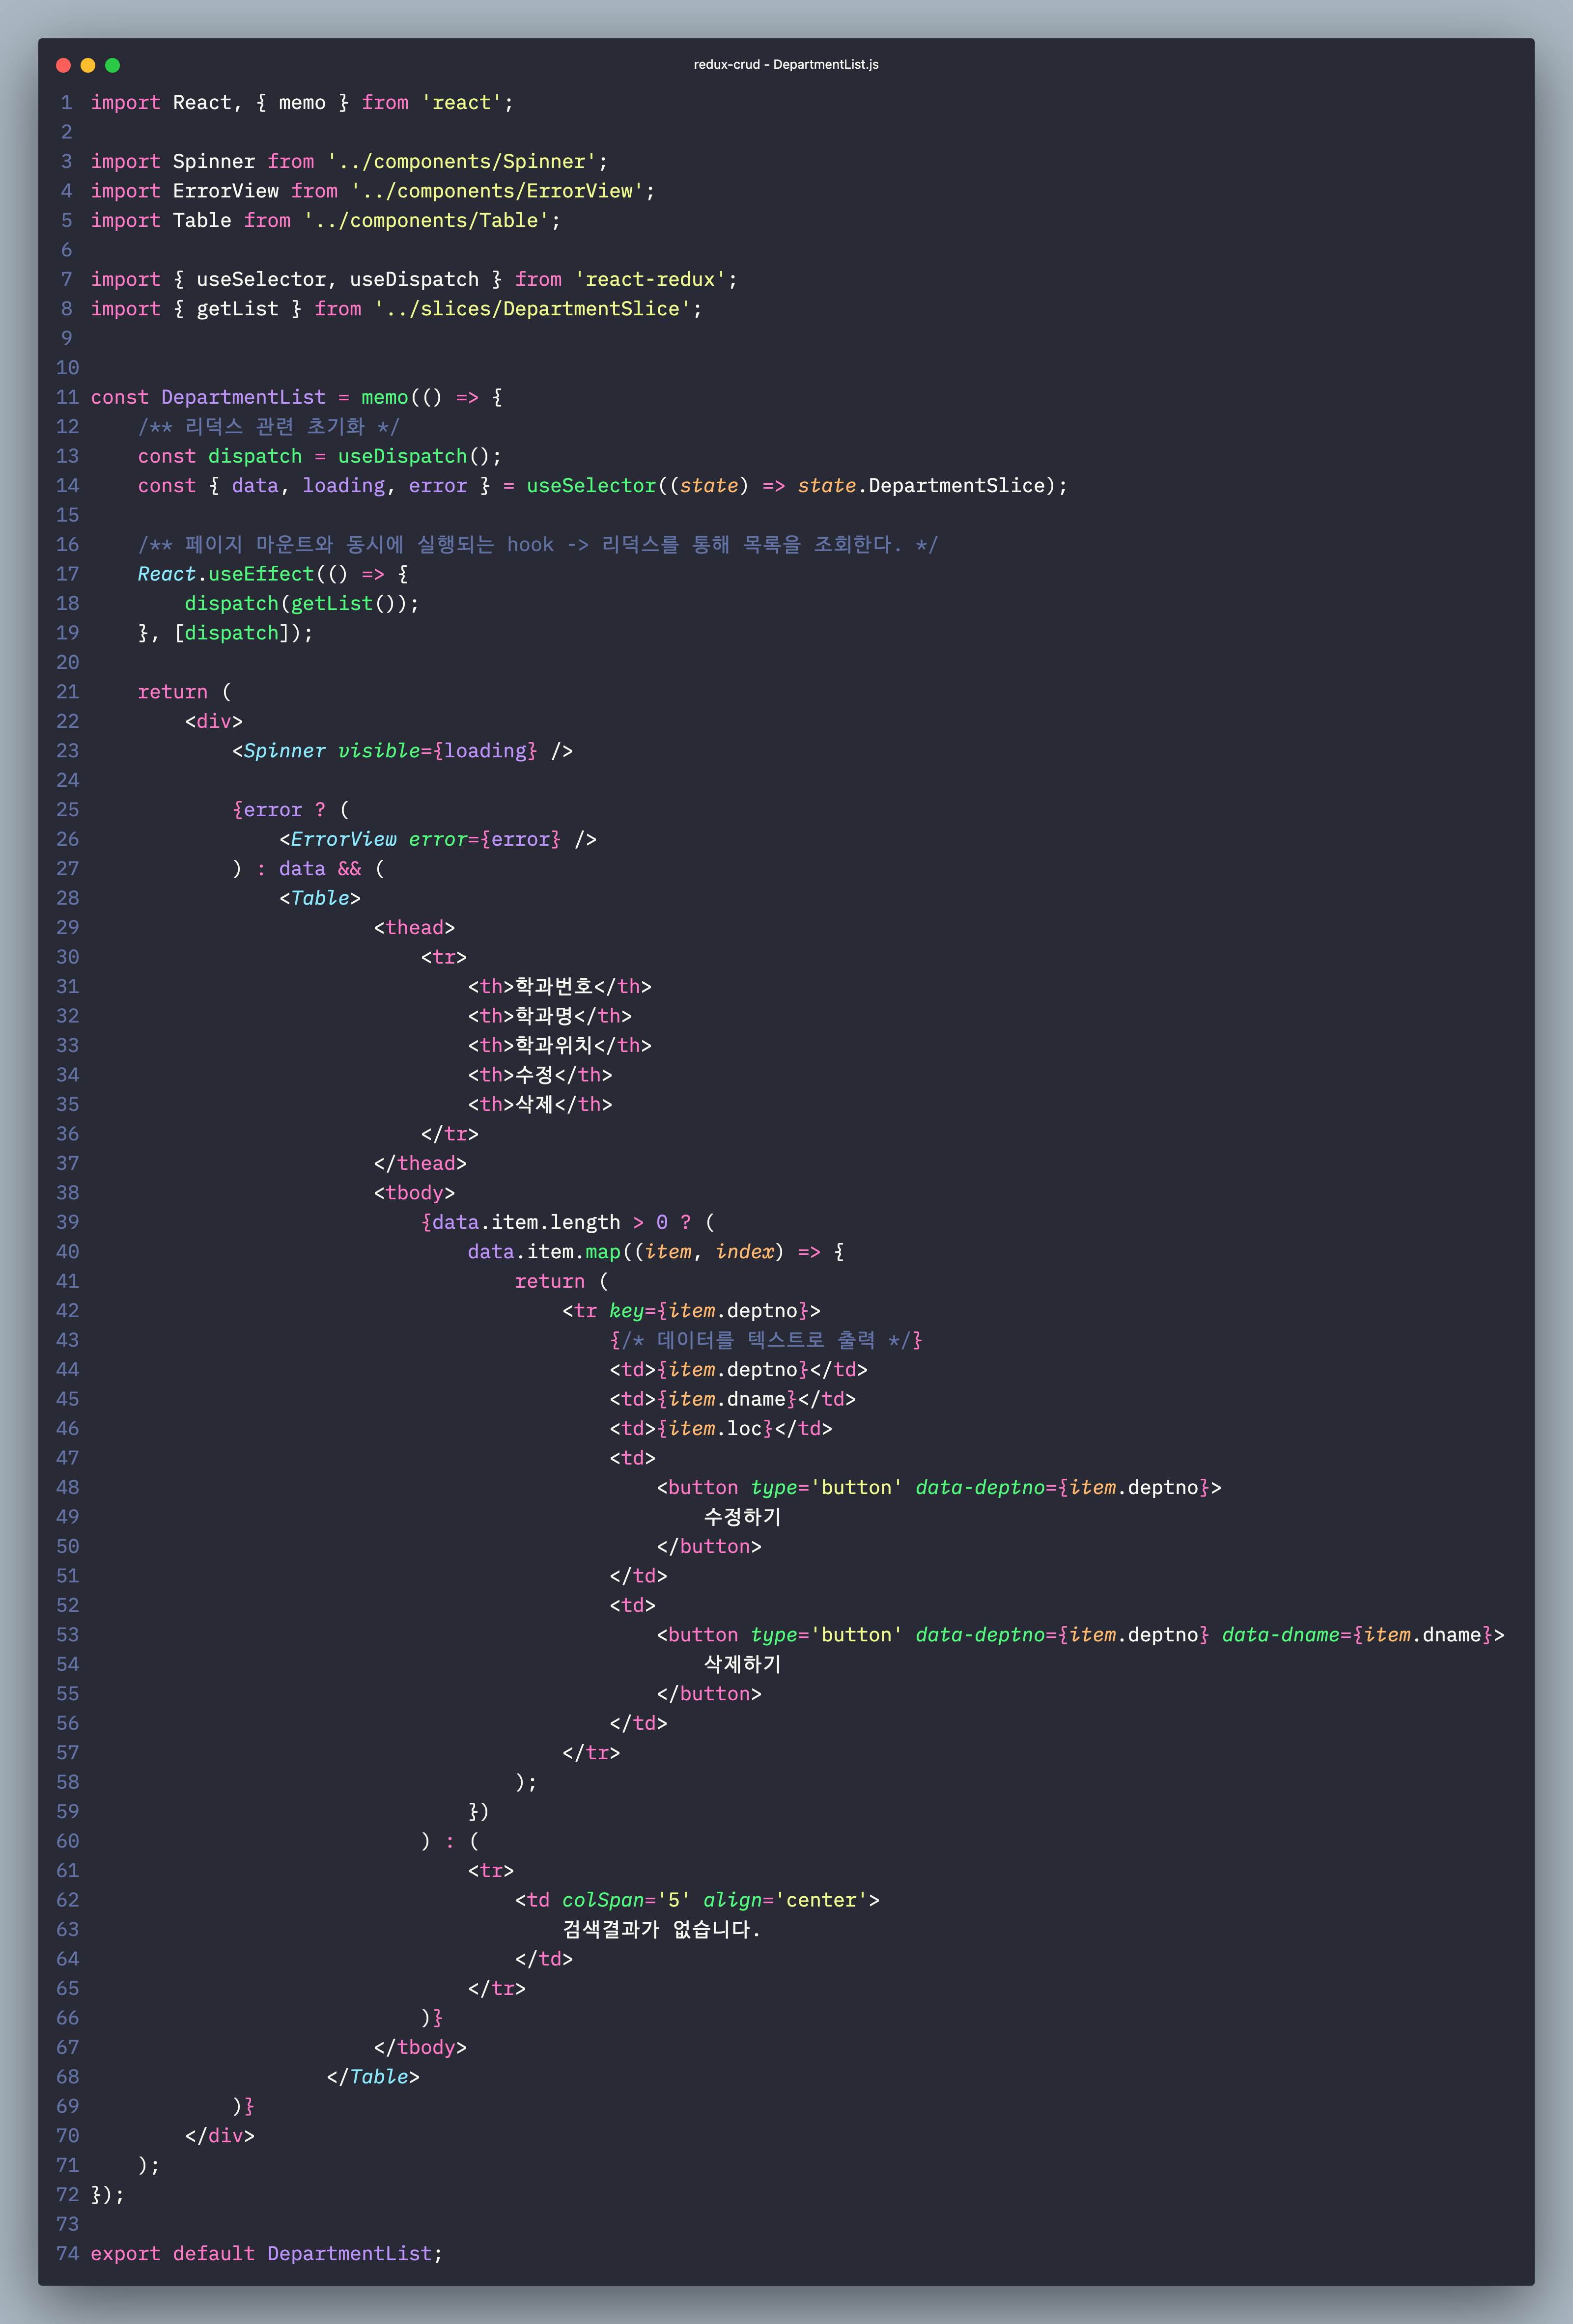 redux-crud - DepartmentList.js
1 import React, { memo } from 'react';
2
3 import Spinner from '../components/Spinner';
4 import ErrorView from '../components/ErrorView';
5 import Table from '../components/Table';
6
7 import { useSelector, useDispatch } from 'react-redux';
8 import { getList } from '../slices/DepartmentSlice';
9
10
11 const DepartmentList = memo(() => {
12     /** 리덕스 관련 초기화 */
13     const dispatch = useDispatch();
14     const { data, loading, error } = useSelector((state) => state.DepartmentSlice);
15
16     /** 페이지 마운트와 동시에 실행되는 hook -> 리덕스를 통해 목록을 조회한다. */
17     React.useEffect(() => {
18         dispatch(getList());
19     }, [dispatch]);
20
21     return (
22         <div>
23             <Spinner visible={loading} />
24
25             {error ? (
26                 <ErrorView error={error} />
27             ) : data && (
28                 <Table>
29                         <thead>
30                             <tr>
31                                 <th>학과번호</th>
32                                 <th>학과명</th>
33                                 <th>학과위치</th>
34                                 <th>수정</th>
35                                 <th>삭제</th>
36                             </tr>
37                         </thead>
38                         <tbody>
39                             {data.item.length > 0 ? (
40                                 data.item.map((item, index) => {
41                                     return (
42                                         <tr key={item.deptno}>
43                                             {/* 데이터를 텍스트로 출력 */}
44                                             <td>{item.deptno}</td>
45                                             <td>{item.dname}</td>
46                                             <td>{item.loc}</td>
47                                             <td>
48                                                 <button type='button' data-deptno={item.deptno}>
49                                                     수정하기
50                                                 </button>
51                                             </td>
52                                             <td>
53                                                 <button type='button' data-deptno={item.deptno} data-dname={item.dname}>
54                                                     삭제하기
55                                                 </button>
56                                             </td>
57                                         </tr>
58                                     );
59                                 })
60                             ) : (
61                                 <tr>
62                                     <td colSpan='5' align='center'>
63                                         검색결과가 없습니다.
64                                     </td>
65                                 </tr>
66                             )}
67                         </tbody>
68                     </Table>
69             )}
70         </div>
71     );
72 });
73
74 export default DepartmentList;